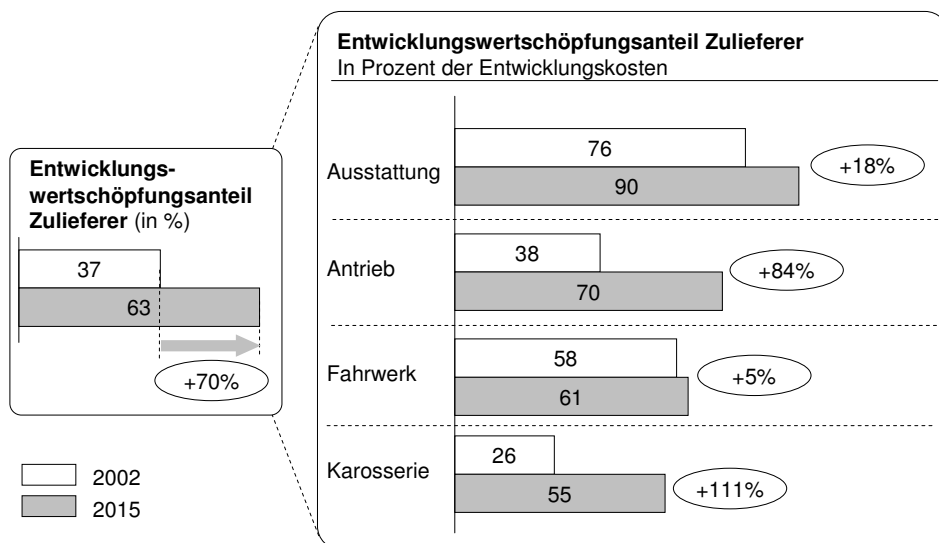 Entwicklungs-
wertschöpfungsanteil
Zulieferer (in %)
37
63
+70%
2002
2015
Entwicklungswertschöpfungsanteil Zulieferer
In Prozent der Entwicklungskosten
Ausstattung
76
90
+18%
Antrieb
38
70
+84%
Fahrwerk
58
61
+5%
Karosserie
26
55
+111%